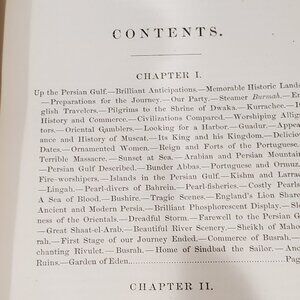 CONTENTS.
CHAPTER I.
Up the Persian Gulf.—Brilliant Anticipations.—Memorable Historic Land
—Preparations for the Journey.—Our Party.—Steamer Burmah.—En
glish Travelers.—Pilgrims to the Shrine of Dwaka.—Kurrachee.—I
History and Commerce.—Civilizations Compared.—Worshiping Allig
tors.—Oriental Gamblers.—Looking for a Harbor.—Guadur.—Appea
ance and History of Muscat.—Its King and his Kingdom.—Delicio
Dates.—Ornamented Women.—Reign and Forts of the Portuguese.
Terrible Massacre.—Sunset at Sea.—Arabian and Persian Mountain
—Persian Gulf Described.—Bunder Abbas.—Portuguese and Ormuz.
Fire-worshipers.—Islands in the Persian Gulf.—Kishm and Larra
—Lingah.—Pearl-divers of Bahrein.—Pearl-fisheries.—Costly Pearls
A Sea of Blood.—Bushire.—Tragic Scenes.—England's Lion Share
Ancient and Modern Persia.—Brilliant Phosphorescent Display.—Sh
ness of the Orientals.—Dreadful Storm.—Farewell to the Persian G
—Great Shaat-el-Arab.—Beautiful River Scenery.—Sheikh of Maho
rah.—First Stage of our Journey Ended.—Commerce of Busrah.—
chanting Rivulet.—Busrah.—Home of Sindbad the Sailor.—Ancient
Ruins.—Garden of Eden. Pag
CHAPTER II.